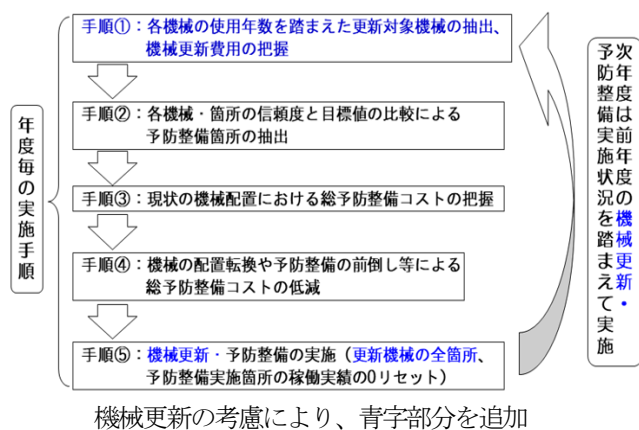 手順①：各機械の使用年数を踏まえた更新対象機械の抽出、
機械更新費用の把握
手順②：各機械・箇所の信頼度と目標値の比較による
予防整備箇所の抽出
手順③：現状の機械配置における総予防整備コストの把握
手順④：機械の配置転換や予防整備の前倒し等による
総予防整備コストの低減
手順⑤：機械更新・予防整備の実施（更新機械の全箇所、
予防整備実施箇所の稼働実績の0リセット）
年度毎の実施手順
次年度は前年度の機械更新・
予防整備実施状況を踏まえて実施
機械更新の考慮により、青字部分を追加